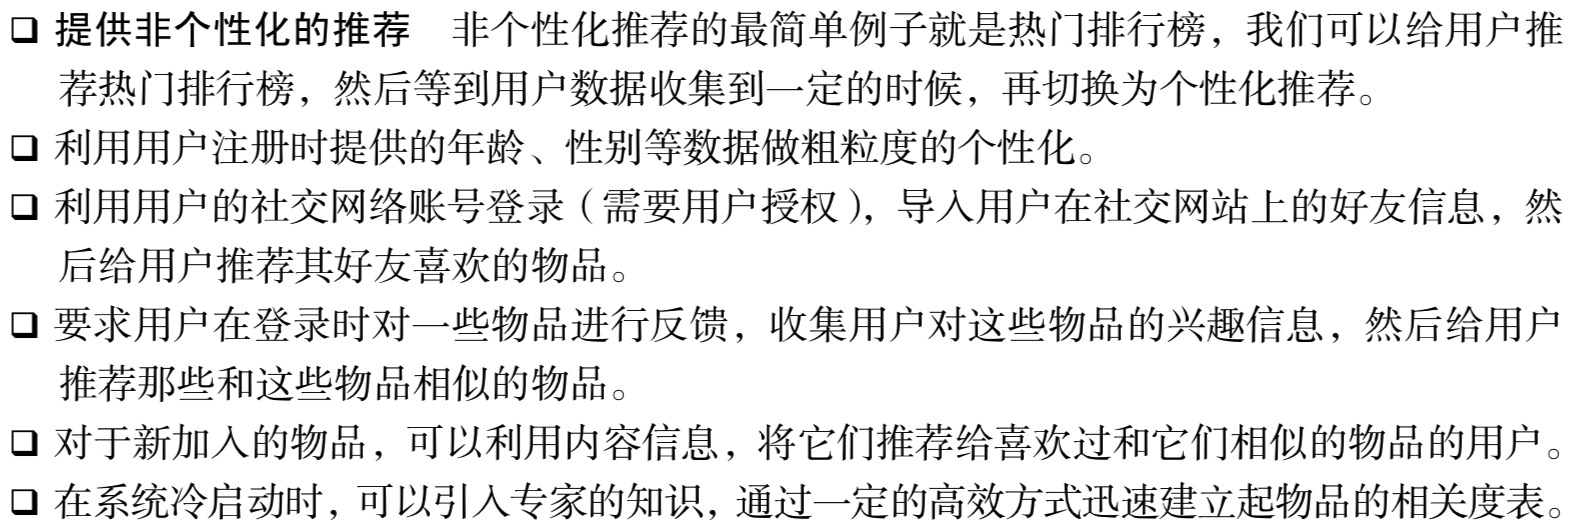 ❑ 提供非个性化的推荐　非个性化推荐的最简单例子就是热门排行榜，我们可以给用户推
荐热门排行榜，然后等到用户数据收集到一定的时候，再切换为个性化推荐。
❑ 利用用户注册时提供的年龄、性别等数据做粗粒度的个性化。
❑ 利用用户的社交网络账号登录（需要用户授权），导入用户在社交网站上的好友信息，然
后给用户推荐其好友喜欢的物品。
❑ 要求用户在登录时对一些物品进行反馈，收集用户对这些物品的兴趣信息，然后给用户
推荐那些和这些物品相似的物品。
❑ 对于新加入的物品，可以利用内容信息，将它们推荐给喜欢过和它们相似的物品的用户。
❑ 在系统冷启动时，可以引入专家的知识，通过一定的高效方式迅速建立起物品的相关度表。